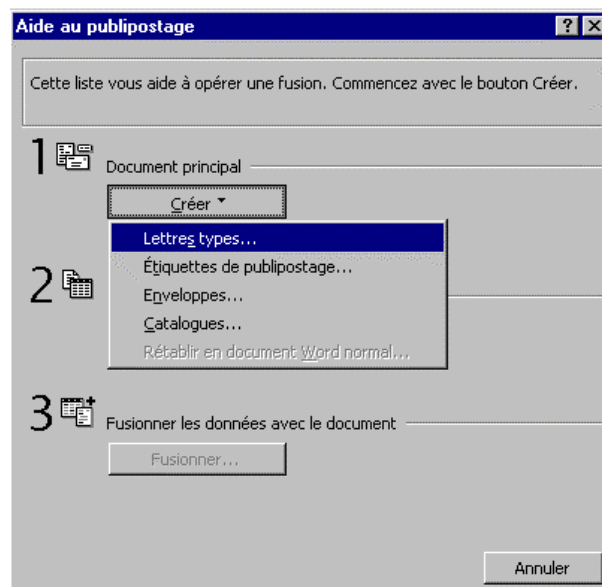 Aide au publipostage
Cette liste vous aide à opérer une fusion. Commencez avec le bouton Créer.
1
Document principal
Créer
Lettres types...
Étiquettes de publipostage...
2
Enveloppes...
Catalogues...
Rétablir en document Word normal...
3
Fusionner les données avec le document
Fusionner...
Annuler